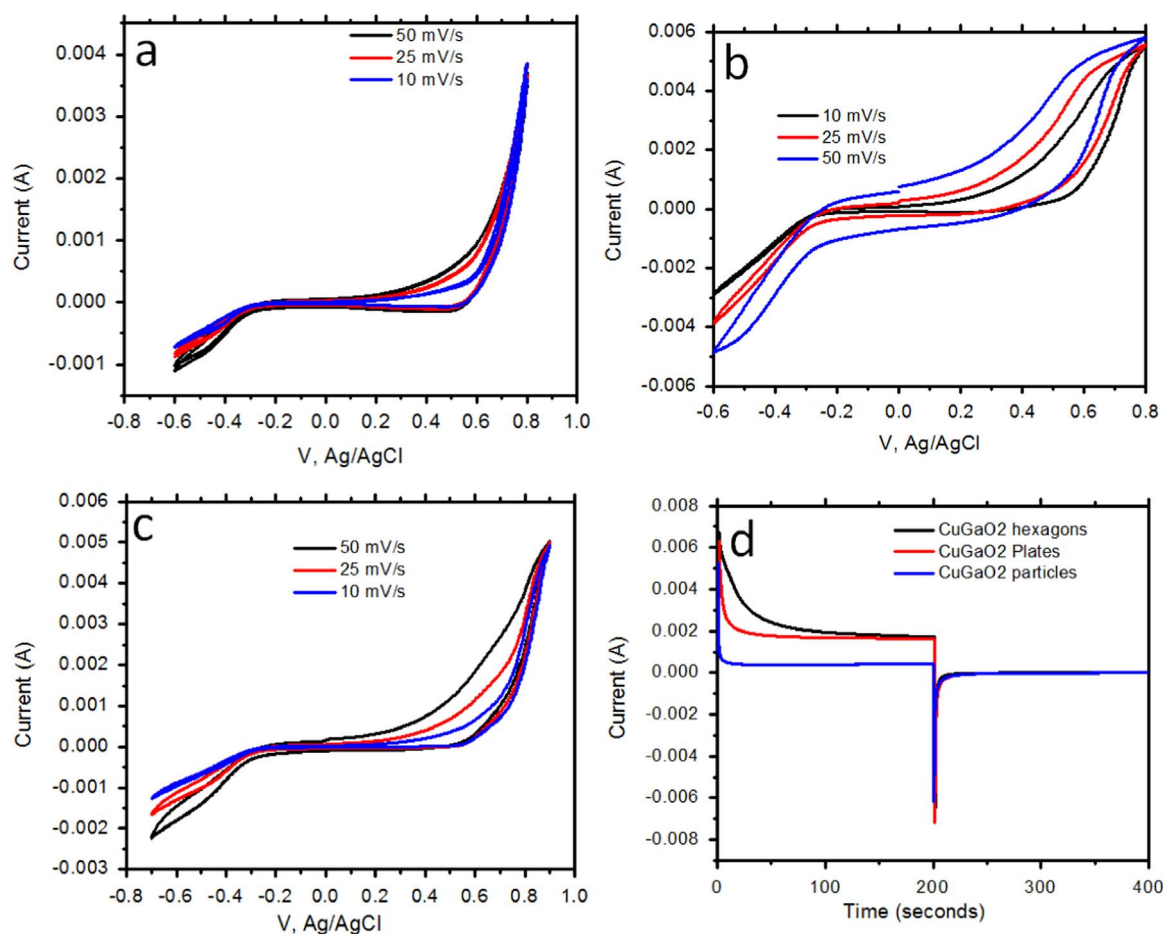 a
50 mV/s
25 mV/s
10 mV/s
0.004
0.003
0.002
0.001
0.000
-0.001
Current (A)
-0.8 -0.6 -0.4 -0.2 0.0 0.2 0.4 0.6 0.8 1.0
V, Ag/AgCl
b
10 mV/s
25 mV/s
50 mV/s
0.006
0.004
0.002
0.000
-0.002
-0.004
-0.006
Current (A)
-0.6 -0.4 -0.2 0.0 0.2 0.4 0.6 0.8
V, Ag/AgCl
c
50 mV/s
25 mV/s
10 mV/s
0.006
0.005
0.004
0.003
0.002
0.001
0.000
-0.001
-0.002
-0.003
Current (A)
-0.8 -0.6 -0.4 -0.2 0.0 0.2 0.4 0.6 0.8 1.0
V, Ag/AgCl
d
CuGaO2 hexagons
CuGaO2 Plates
CuGaO2 particles
0.008
0.006
0.004
0.002
0.000
-0.002
-0.004
-0.006
-0.008
Current (A)
0 100 200 300 400
Time (seconds)